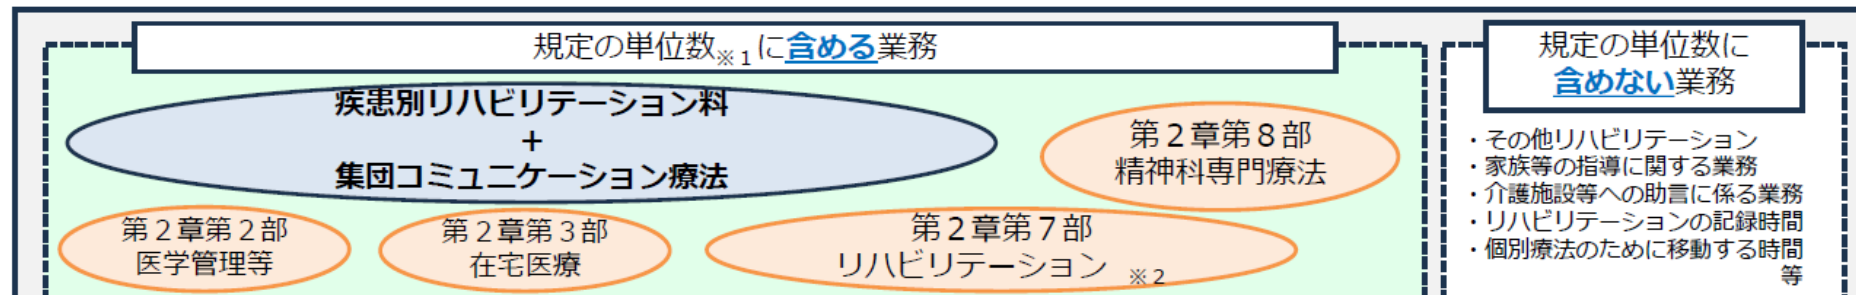 規定の単位数※1に含める業務
疾患別リハビリテーション料
+
集団コミュニケーション療法
第2章第8部
精神科専門療法
第2章第2部
医学管理等
第2章第3部
在宅医療
第2章第7部
リハビリテーション ※2
規定の単位数に
含めない業務
・その他リハビリテーション
・家族等の指導に関する業務
・介護施設等への助言に係る業務
・リハビリテーションの記録時間
・個別療法のために移動する時間
等